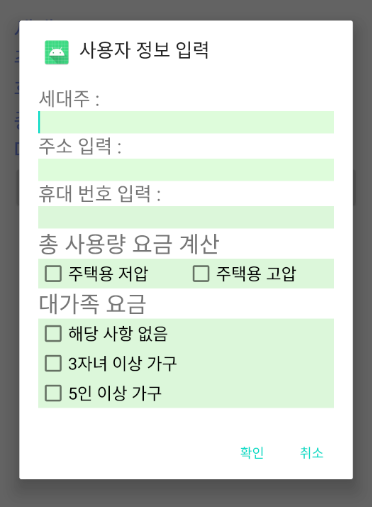 사용자 정보 입력
세대주 :
주소 입력 :
휴대 번호 입력 :
총 사용량 요금 계산
주택용 저압 주택용 고압
대가족 요금
해당 사항 없음
3자녀 이상 가구
5인 이상 가구
확인 취소